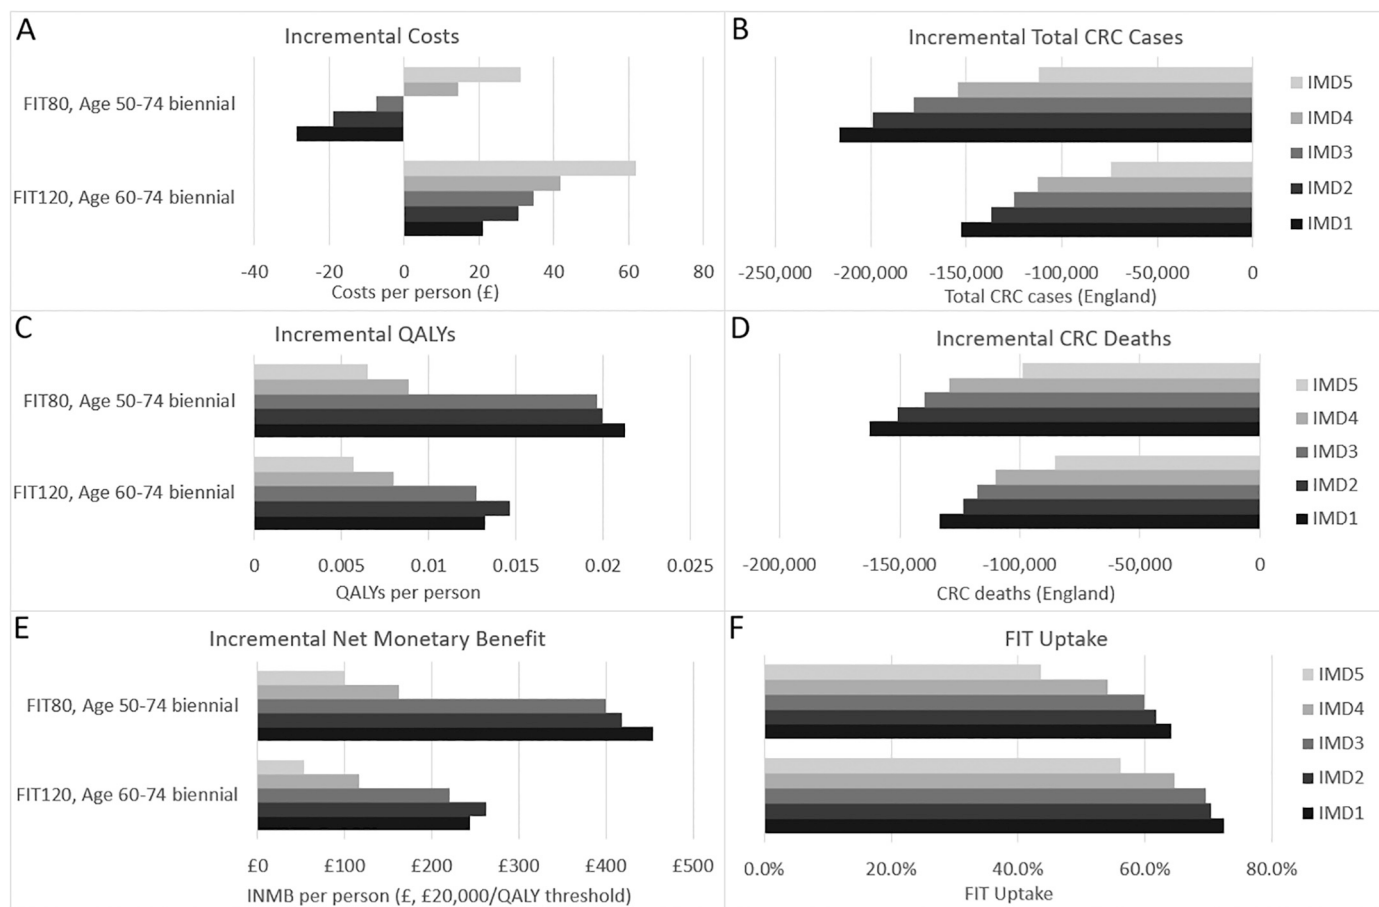 A
Incremental Costs
FIT80, Age 50-74 biennial
FIT120, Age 60-74 biennial
-40 -20 0 20 40 60 80
Costs per person (£)
B
Incremental Total CRC Cases
IMD5
IMD4
IMD3
IMD2
IMD1
-250,000 -200,000 -150,000 -100,000 -50,000 0
Total CRC cases (England)
C
Incremental QALYs
FIT80, Age 50-74 biennial
FIT120, Age 60-74 biennial
0 0.005 0.01 0.015 0.02 0.025
QALYs per person
D
Incremental CRC Deaths
IMD5
IMD4
IMD3
IMD2
IMD1
-200,000 -150,000 -100,000 -50,000 0
CRC deaths (England)
E
Incremental Net Monetary Benefit
FIT80, Age 50-74 biennial
FIT120, Age 60-74 biennial
£0 £100 £200 £300 £400 £500
INMB per person (£, £20,000/QALY threshold)
F
FIT Uptake
IMD5
IMD4
IMD3
IMD2
IMD1
0.0% 20.0% 40.0% 60.0% 80.0%
FIT Uptake